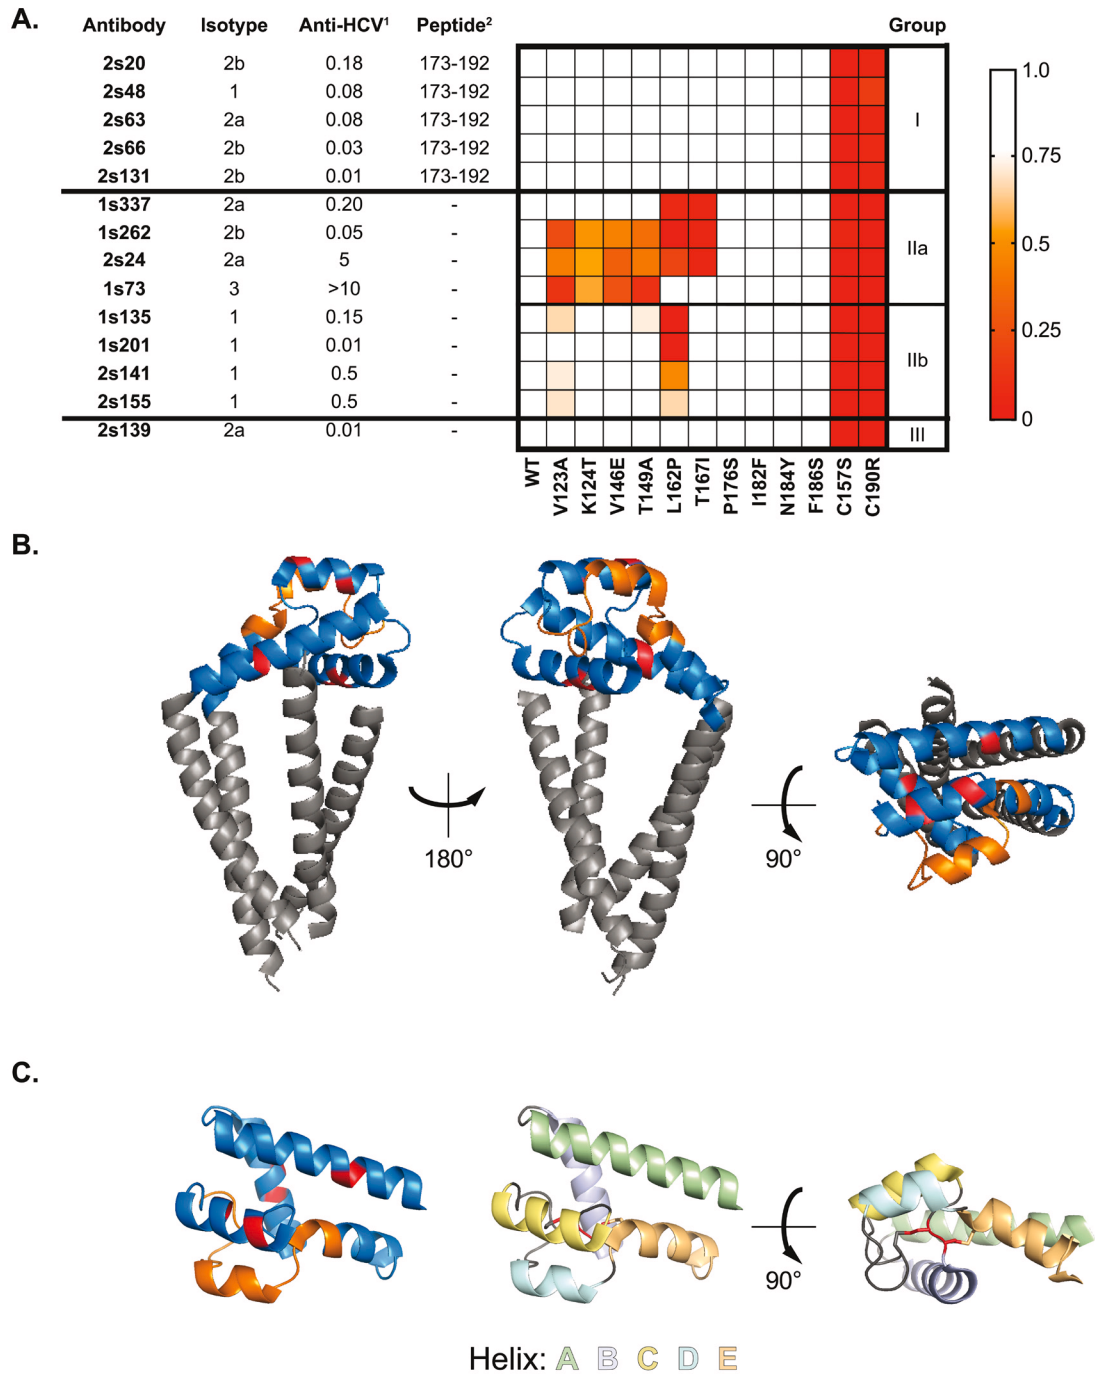 A.
Antibody Isotype Anti-HCV¹ Peptide² Group
2s20 2b 0.18 173-192
2s48 1 0.08 173-192
2s63 2a 0.08 173-192
2s66 2b 0.03 173-192
2s131 2b 0.01 173-192
I
1s337 2a 0.20 -
1s262 2b 0.05 -
2s24 2a 5 -
1s73 3 >10 -
IIa
1s135 1 0.15 -
1s201 1 0.01 -
2s141 1 0.5 -
2s155 1 0.5 -
IIb
2s139 2a 0.01 -
III
WT V123A K124T V146E T149A L162P T167I P176S I182F N184Y F186S C157S C190R
1.0
0.75
0.5
0.25
0
B.
180°
90°
C.
90°
Helix: A B C D E